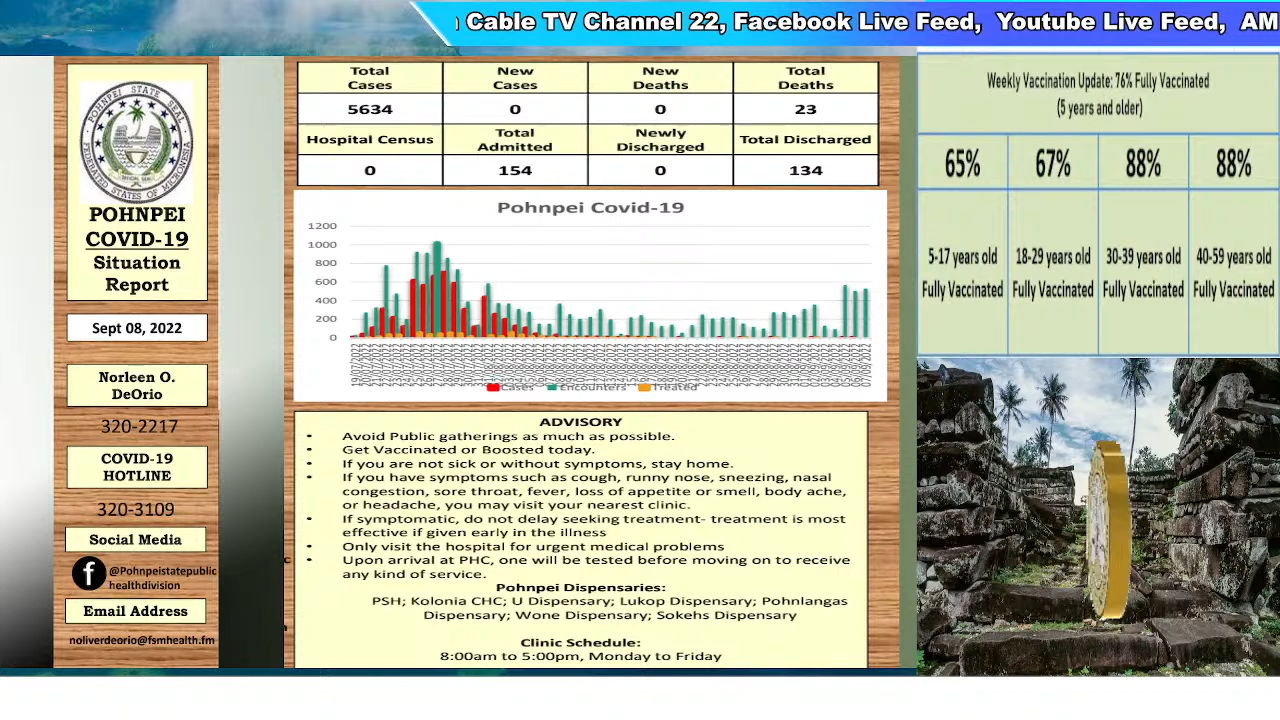 Cable TV Channel 22, Facebook Live Feed, Youtube Live Feed, AM
POHNPEI STATE SEAL
FEDERATED STATES OF MICRONESIA
POHNPEI
COVID-19
Situation
Report
Sept 08, 2022
Norleen O.
DeOrio
320-2217
COVID-19
HOTLINE
320-3109
Social Media
@Pohnpeistatepublic
healthdivision
Email Address
noliverdeorio@fsmhealth.fm
Total Cases
New Cases
New Deaths
Total Deaths
5634
0
0
23
Hospital Census
Total Admitted
Newly Discharged
Total Discharged
0
154
0
134
Pohnpei Covid-19
1200
1000
800
600
400
200
0
Cases
Encounters
Treated
ADVISORY
• Avoid Public gatherings as much as possible.
• Get Vaccinated or Boosted today.
• If you are not sick or without symptoms, stay home.
• If you have symptoms such as cough, runny nose, sneezing, nasal
congestion, sore throat, fever, loss of appetite or smell, body ache,
or headache, you may visit your nearest clinic.
• If symptomatic, do not delay seeking treatment- treatment is most
effective if given early in the illness
• Only visit the hospital for urgent medical problems
• Upon arrival at PHC, one will be tested before moving on to receive
any kind of service.
Pohnpei Dispensaries:
PSH; Kolonia CHC; U Dispensary; Lukop Dispensary; Pohnlangas
Dispensary; Wone Dispensary; Sokehs Dispensary
Clinic Schedule:
8:00am to 5:00pm, Monday to Friday
Weekly Vaccination Update: 76% Fully Vaccinated
(5 years and older)
65%
67%
88%
88%
5-17 years old
Fully Vaccinated
18-29 years old
Fully Vaccinated
30-39 years old
Fully Vaccinated
40-59 years old
Fully Vaccinated